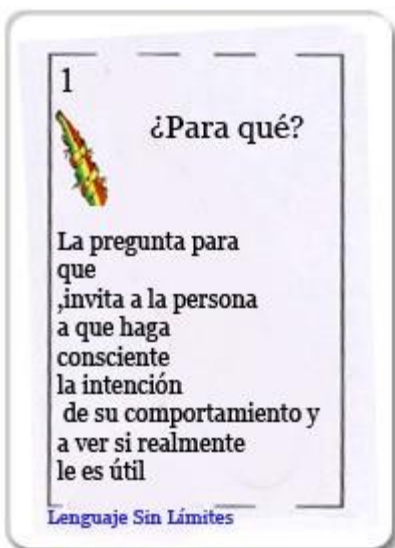 1
¿Para qué?
La pregunta para
que
,invita a la persona
a que haga
consciente
la intención
de su comportamiento y
a ver si realmente
le es útil
Lenguaje Sin Límites